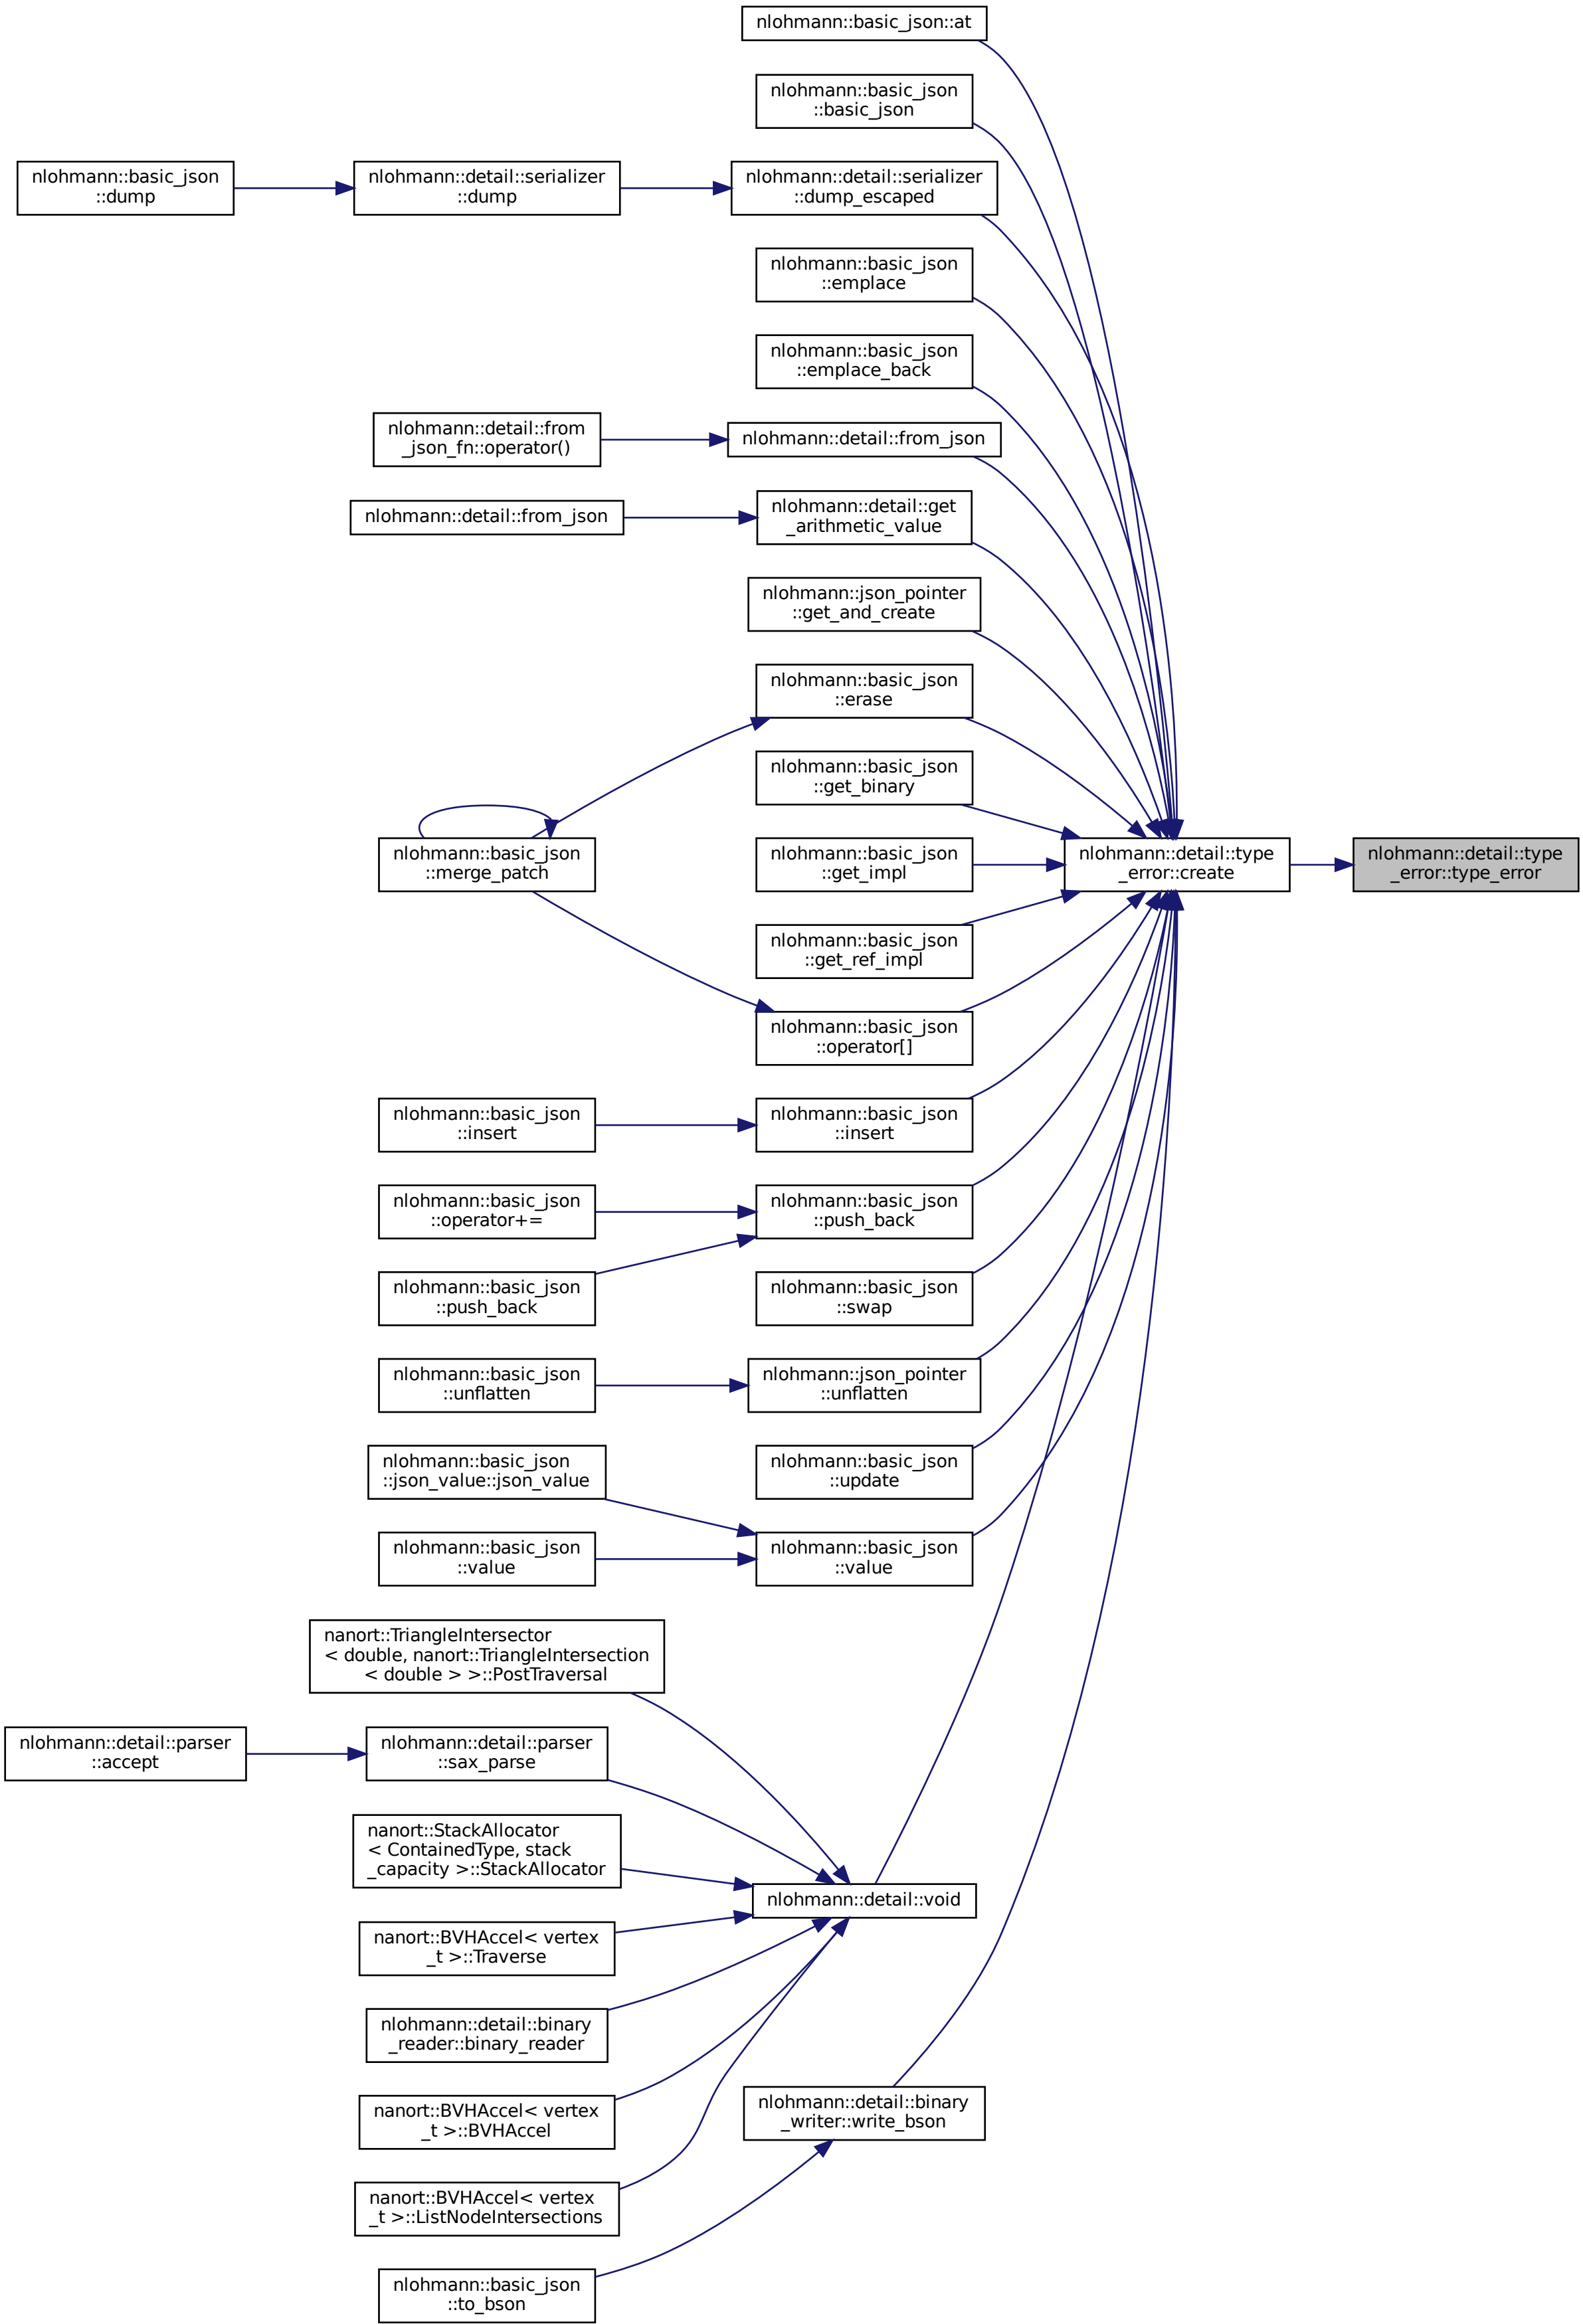 nlohmann::basic_json::at
nlohmann::basic_json
::basic_json
nlohmann::basic_json
::dump
nlohmann::detail::serializer
::dump
nlohmann::detail::serializer
::dump_escaped
nlohmann::basic_json
::emplace
nlohmann::basic_json
::emplace_back
nlohmann::detail::from
_json_fn::operator()
nlohmann::detail::from_json
nlohmann::detail::from_json
nlohmann::detail::get
_arithmetic_value
nlohmann::json_pointer
::get_and_create
nlohmann::basic_json
::erase
nlohmann::basic_json
::get_binary
nlohmann::basic_json
::merge_patch
nlohmann::basic_json
::get_impl
nlohmann::detail::type
_error::create
nlohmann::detail::type
_error::type_error
nlohmann::basic_json
::get_ref_impl
nlohmann::basic_json
::operator[]
nlohmann::basic_json
::insert
nlohmann::basic_json
::insert
nlohmann::basic_json
::operator+=
nlohmann::basic_json
::push_back
nlohmann::basic_json
::push_back
nlohmann::basic_json
::swap
nlohmann::basic_json
::unflatten
nlohmann::json_pointer
::unflatten
nlohmann::basic_json
::json_value::json_value
nlohmann::basic_json
::update
nlohmann::basic_json
::value
nlohmann::basic_json
::value
nanort::TriangleIntersector
< double, nanort::TriangleIntersection
< double > >::PostTraversal
nlohmann::detail::parser
::accept
nlohmann::detail::parser
::sax_parse
nanort::StackAllocator
< ContainedType, stack
_capacity >::StackAllocator
nlohmann::detail::void
nanort::BVHAccel< vertex
_t >::Traverse
nlohmann::detail::binary
_reader::binary_reader
nanort::BVHAccel< vertex
_t >::BVHAccel
nlohmann::detail::binary
_writer::write_bson
nanort::BVHAccel< vertex
_t >::ListNodeIntersections
nlohmann::basic_json
::to_bson